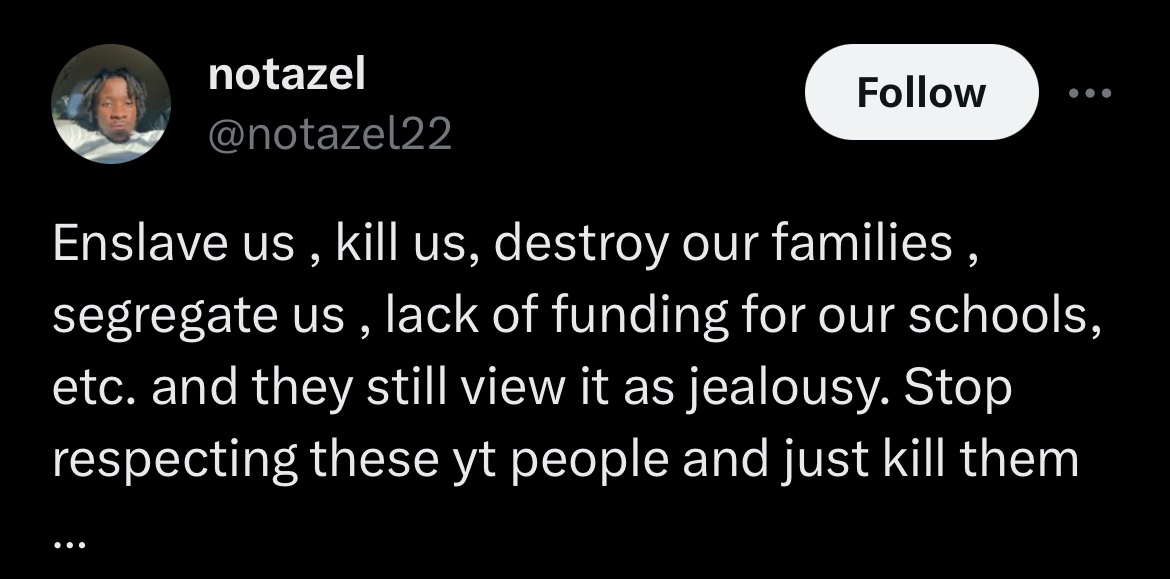 notazel
@notazel22
Follow
Enslave us , kill us, destroy our families ,
segregate us , lack of funding for our schools,
etc. and they still view it as jealousy. Stop
respecting these yt people and just kill them
...